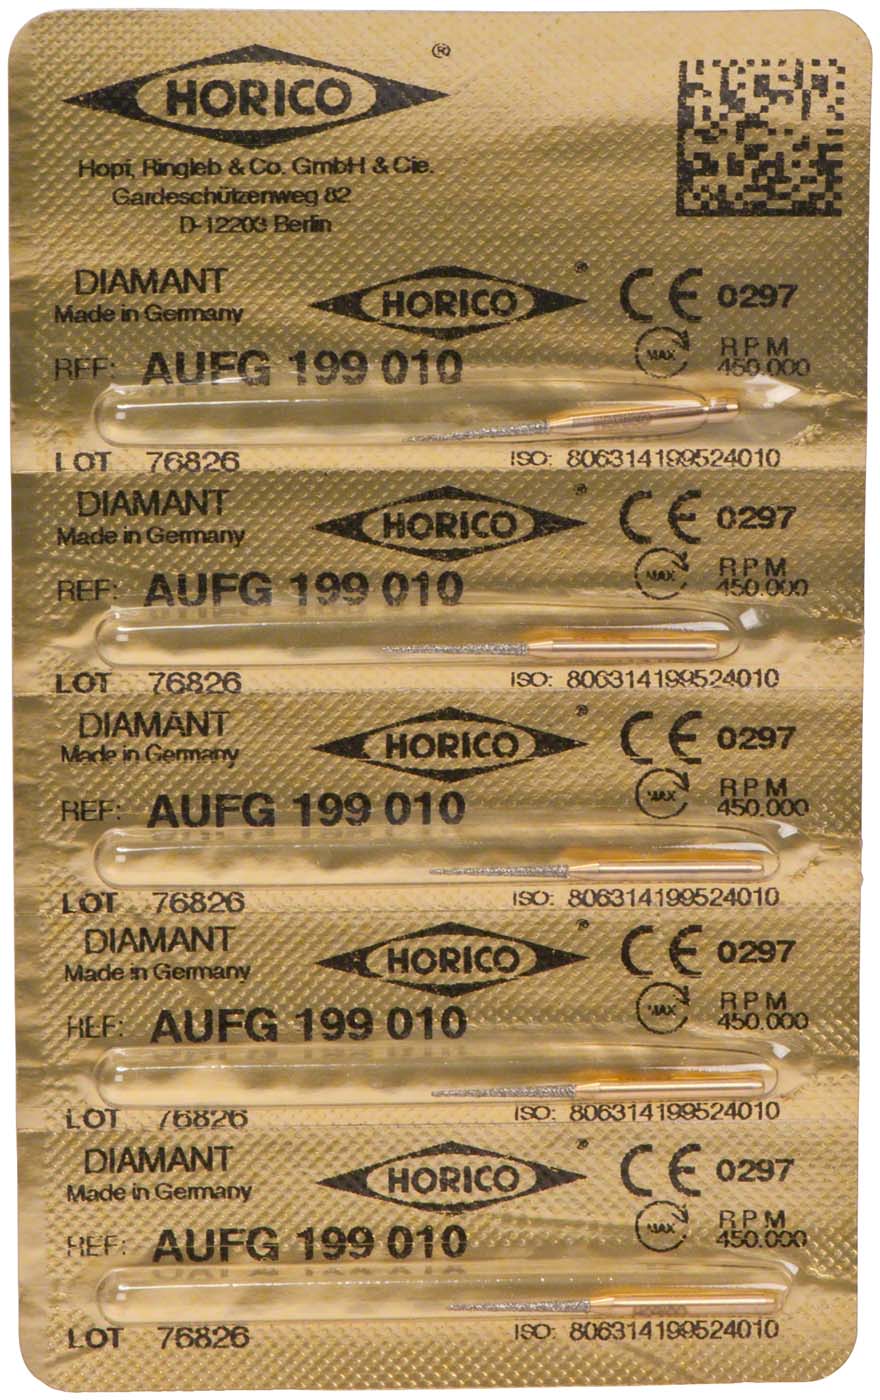 HORICO ®
Hopf, Ringleb & Co. GmbH & Cie.
Gardeschützenweg 82
D-12203 Berlin
DIAMANT HORICO ® CE 0297
Made in Germany
MAX RPM 450.000
REF: AUFG 199 010
LOT 76826 ISO: 806314199524010
DIAMANT HORICO ® CE 0297
Made in Germany
MAX RPM 450.000
REF: AUFG 199 010
LOT 76826 ISO: 806314199524010
DIAMANT HORICO ® CE 0297
Made in Germany
MAX RPM 450.000
REF: AUFG 199 010
LOT 76826 ISO: 806314199524010
DIAMANT HORICO ® CE 0297
Made in Germany
MAX RPM 450.000
REF: AUFG 199 010
LOT 76826 ISO: 806314199524010
DIAMANT HORICO ® CE 0297
Made in Germany
MAX RPM 450.000
REF: AUFG 199 010
LOT 76826 ISO: 806314199524010